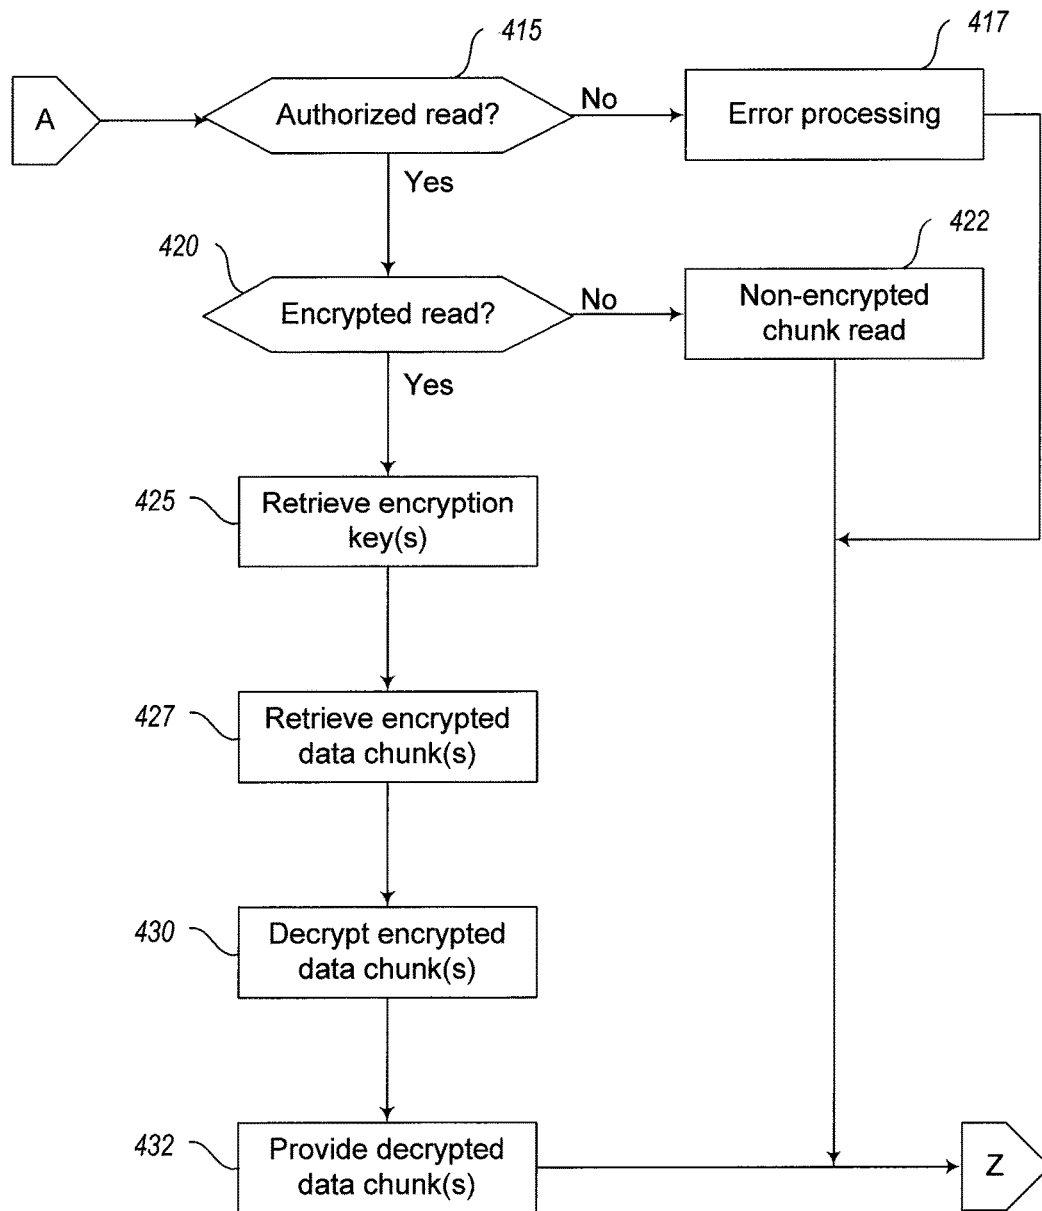 415
417
A
Authorized read?
No
Error processing
Yes
420
422
Encrypted read?
No
Non-encrypted
chunk read
Yes
425
Retrieve encryption
key(s)
427
Retrieve encrypted
data chunk(s)
430
Decrypt encrypted
data chunk(s)
432
Provide decrypted
data chunk(s)
Z